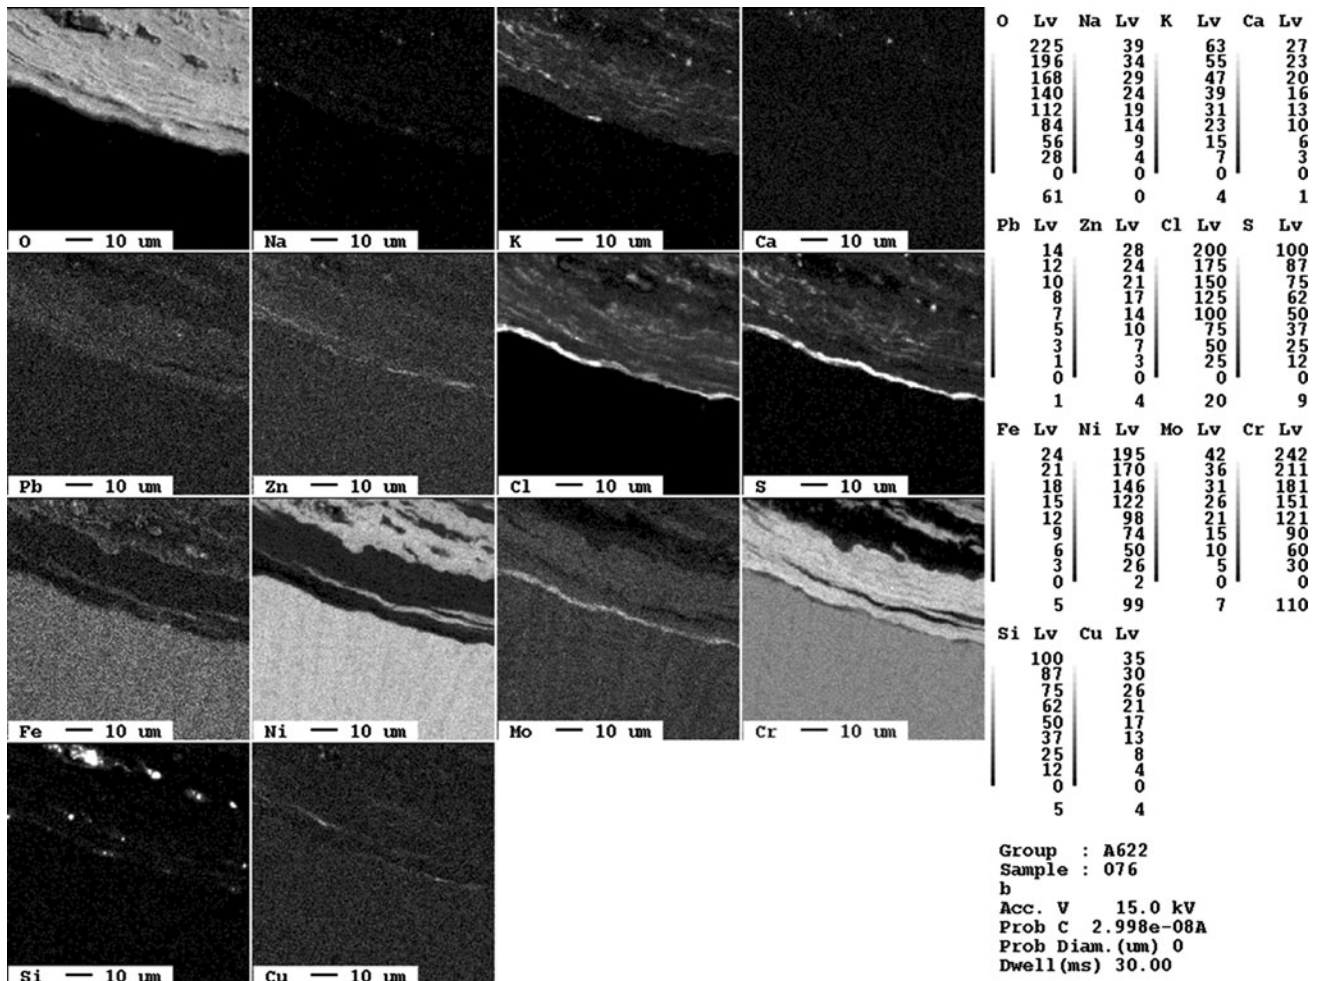 O 10 um
Na 10 um
K 10 um
Ca 10 um
Pb 10 um
Zn 10 um
Cl 10 um
S 10 um
Fe 10 um
Ni 10 um
Mo 10 um
Cr 10 um
Si 10 um
Cu 10 um
O Lv Na Lv K Lv Ca Lv
225 39 63 27
196 34 55 23
168 29 47 20
140 24 39 16
112 19 31 13
84 14 23 10
56 9 15 6
28 4 7 3
0 0 0 0
61 0 4 1
Pb Lv Zn Lv Cl Lv S Lv
14 28 200 100
12 24 175 87
10 21 150 75
8 17 125 62
7 14 100 50
5 10 75 37
3 7 50 25
1 3 25 12
0 0 0 0
1 4 20 9
Fe Lv Ni Lv Mo Lv Cr Lv
24 195 42 242
21 170 36 211
18 146 31 181
15 122 26 151
12 98 21 121
9 74 15 90
6 50 10 60
3 26 5 30
0 2 0 0
5 99 7 110
Si Lv Cu Lv
100 35
87 30
75 26
62 21
50 17
37 13
25 8
12 4
0 0
5 4
Group : A622
Sample : 076
b
Acc. V 15.0 kV
Prob C 2.998e-08A
Prob Diam.(um) 0
Dwell(ms) 30.00